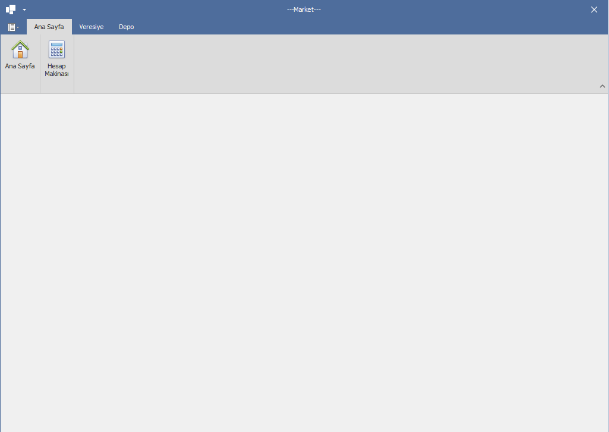 ---Market---
Ana Sayfa Veresiye Depo
Ana Sayfa Hesap
Makinası